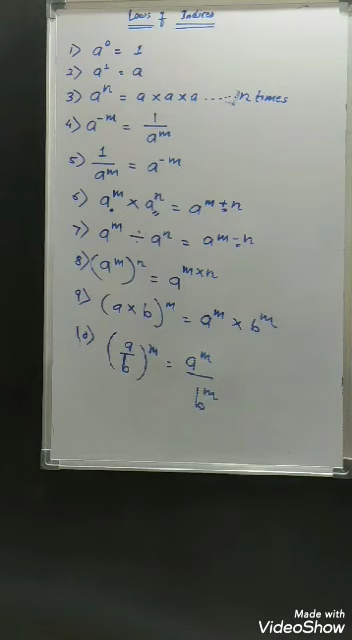 Laws of Indices
1) a⁰ = 1
2) a¹ = a
3) aⁿ = a × a × a ...... n times
4) a⁻ᵐ = 1/aᵐ
5) 1/aᵐ = a⁻ᵐ
6) aᵐ × aⁿ = aᵐ⁺ⁿ
7) aᵐ ÷ aⁿ = aᵐ⁻ⁿ
8) (aᵐ)ⁿ = aᵐˣⁿ
9) (a × b)ᵐ = aᵐ × bᵐ
10) (a/b)ᵐ = aᵐ/bᵐ
Made with
VideoShow